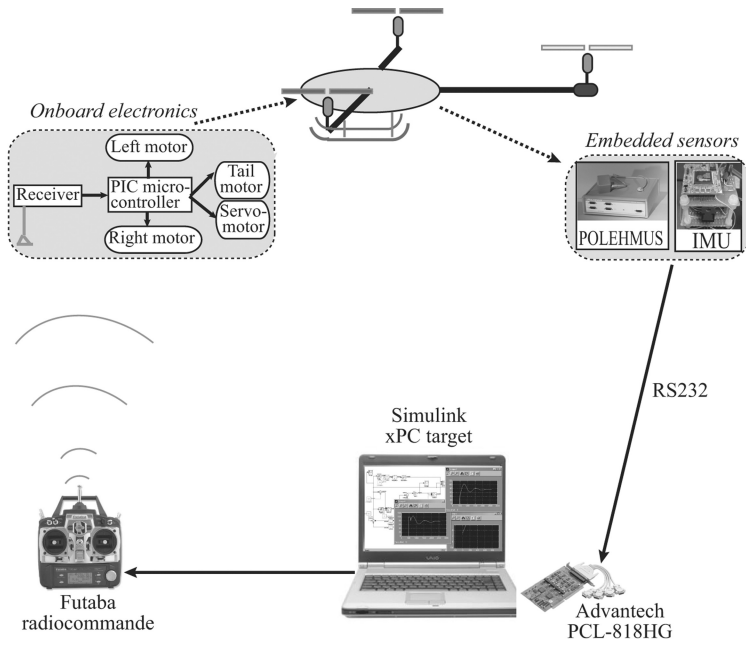 Onboard electronics
Left motor
Receiver
PIC micro-
controller
Tail
motor
Servo-
motor
Right motor
Embedded sensors
POLEHMUS
IMU
RS232
Simulink
xPC target
Futaba
radiocommande
Advantech
PCL-818HG